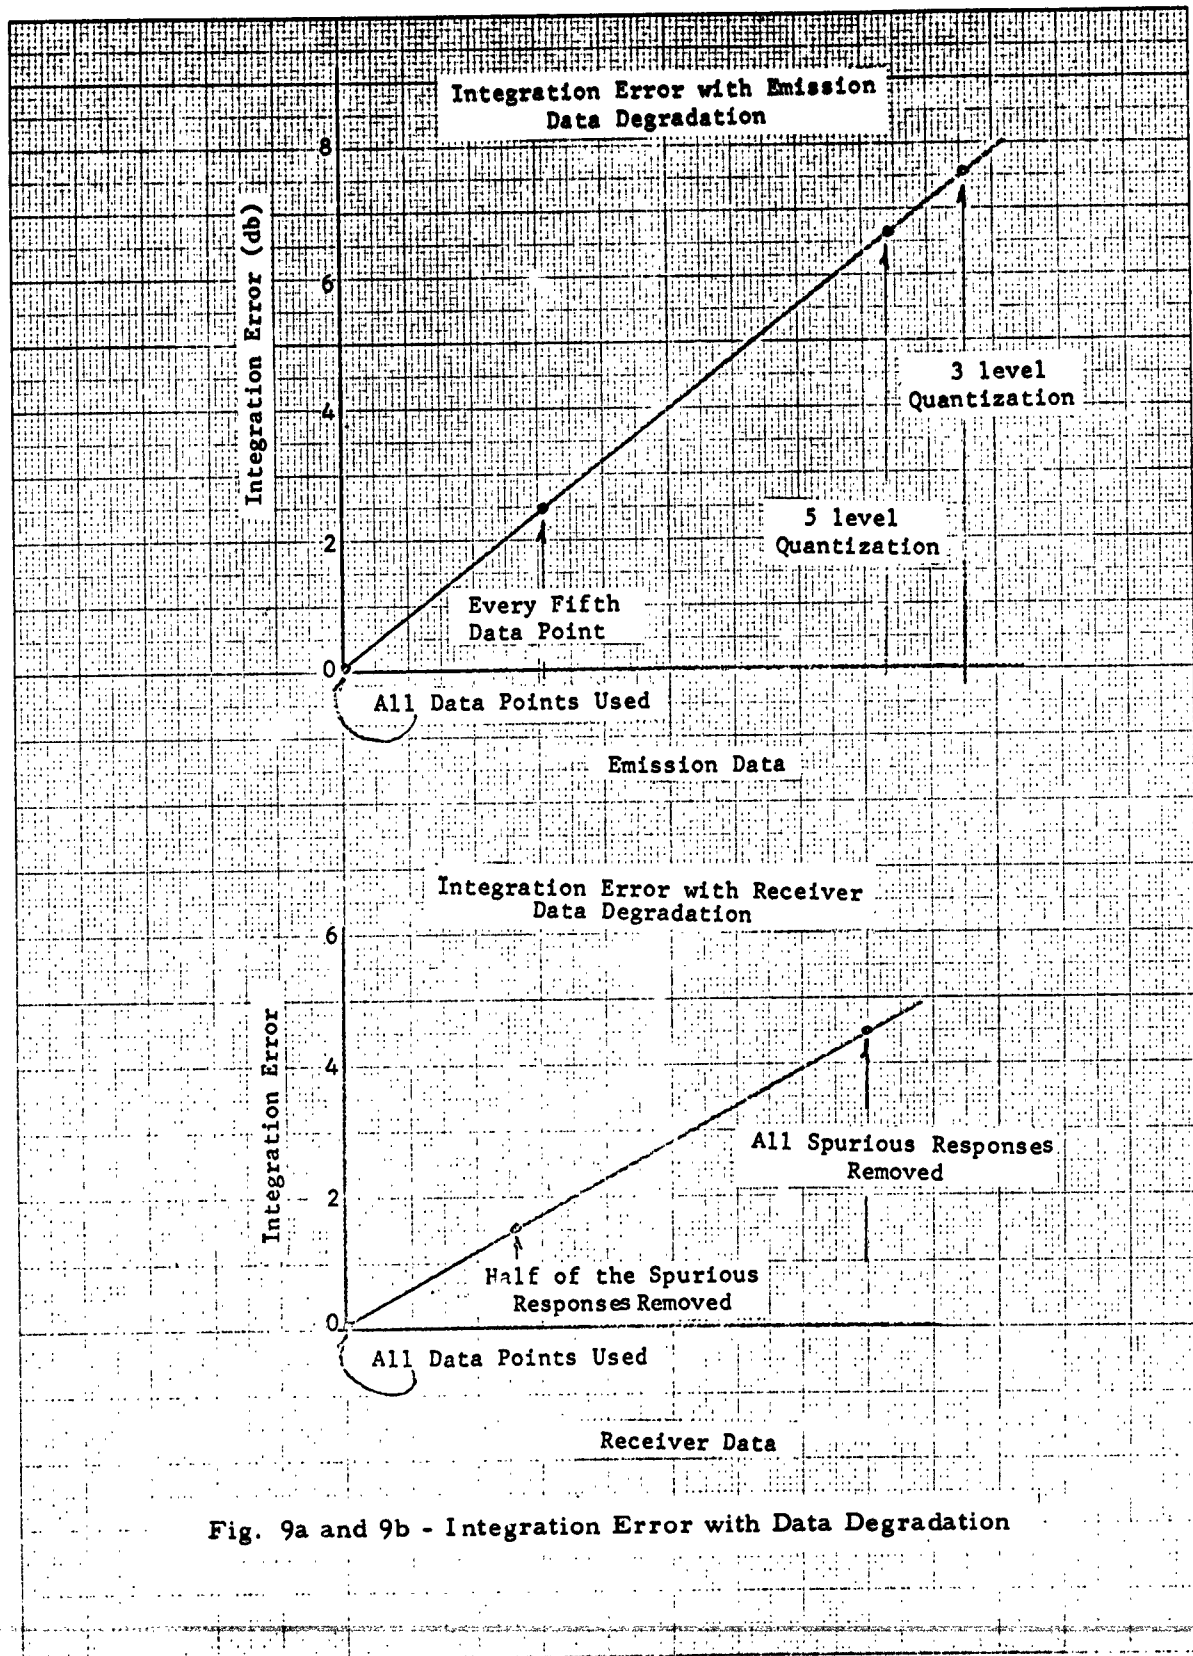 Integration Error with Emission
Data Degradation
Integration Error (db)
8
6
4
2
0
3 level
Quantization
5 level
Quantization
Every Fifth
Data Point
All Data Points Used
Emission Data
Integration Error with Receiver
Data Degradation
Integration Error
6
4
2
0
All Spurious Responses
Removed
Half of the Spurious
Responses Removed
All Data Points Used
Receiver Data
Fig. 9a and 9b - Integration Error with Data Degradation